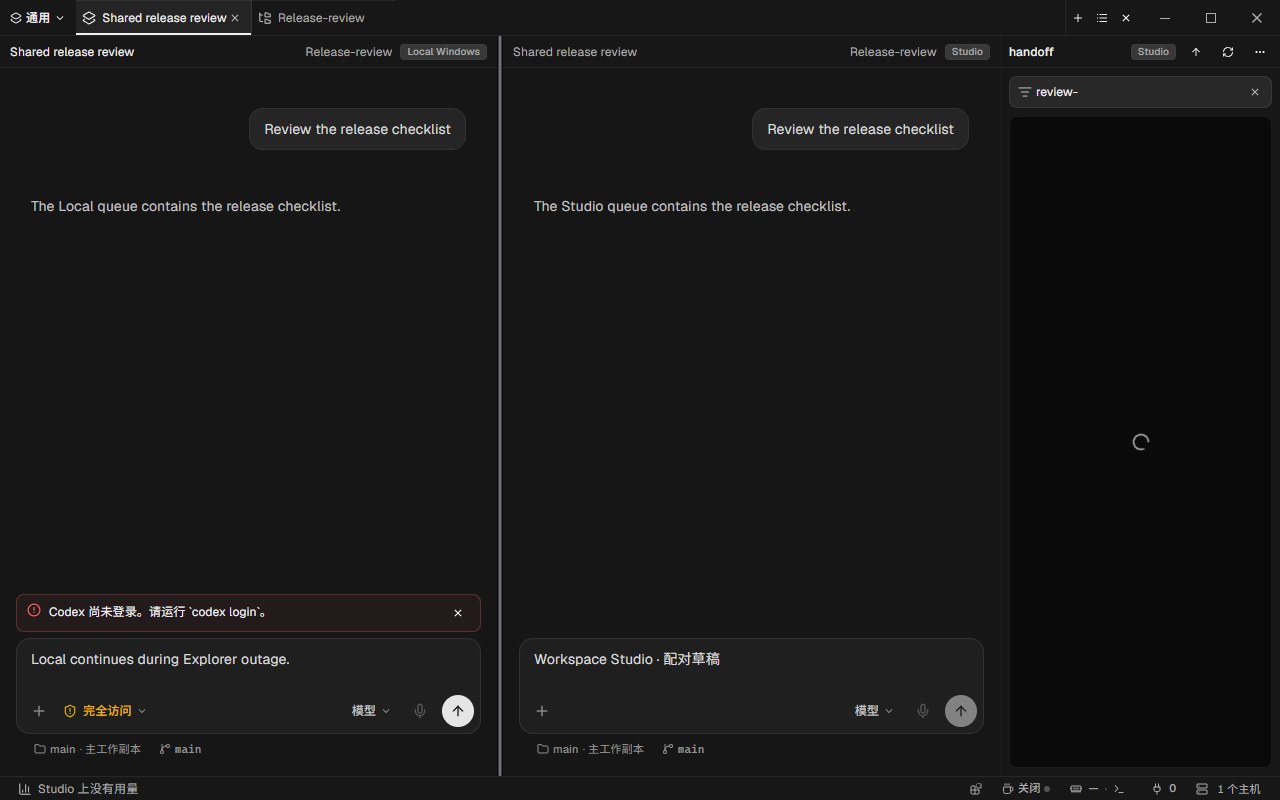 通用
Shared release review
Release-review
Shared release review
Release-review
Local Windows
Shared release review
Release-review
Studio
handoff
Studio
review-
Review the release checklist
The Local queue contains the release checklist.
Review the release checklist
The Studio queue contains the release checklist.
Codex 尚未登录。请运行 `codex login`。
Local continues during Explorer outage.
完全访问
模型
main · 主工作副本
main
Workspace Studio · 配对草稿
模型
main · 主工作副本
main
Studio 上没有用量
关闭
0
1 个主机